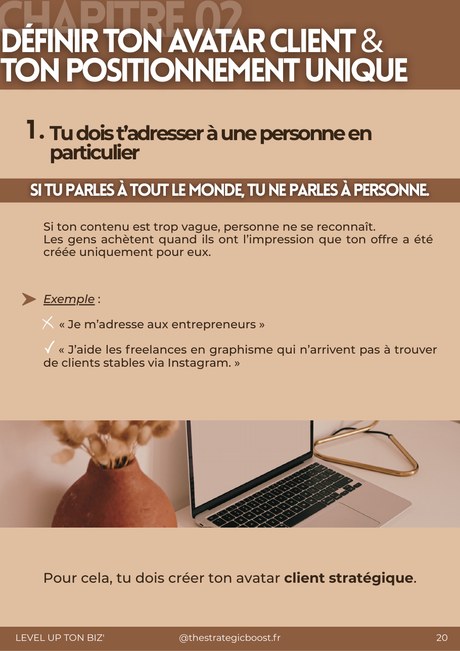 CHAPITRE 02
DÉFINIR TON AVATAR CLIENT &
TON POSITIONNEMENT UNIQUE
1. Tu dois t’adresser à une personne en
particulier
SI TU PARLES À TOUT LE MONDE, TU NE PARLES À PERSONNE.
Si ton contenu est trop vague, personne ne se reconnaît.
Les gens achètent quand ils ont l’impression que ton offre a été
créée uniquement pour eux.
Exemple :
« Je m’adresse aux entrepreneurs »
« J’aide les freelances en graphisme qui n’arrivent pas à trouver
de clients stables via Instagram. »
Pour cela, tu dois créer ton avatar client stratégique.
LEVEL UP TON BIZ' @thestrategicboost.fr 20